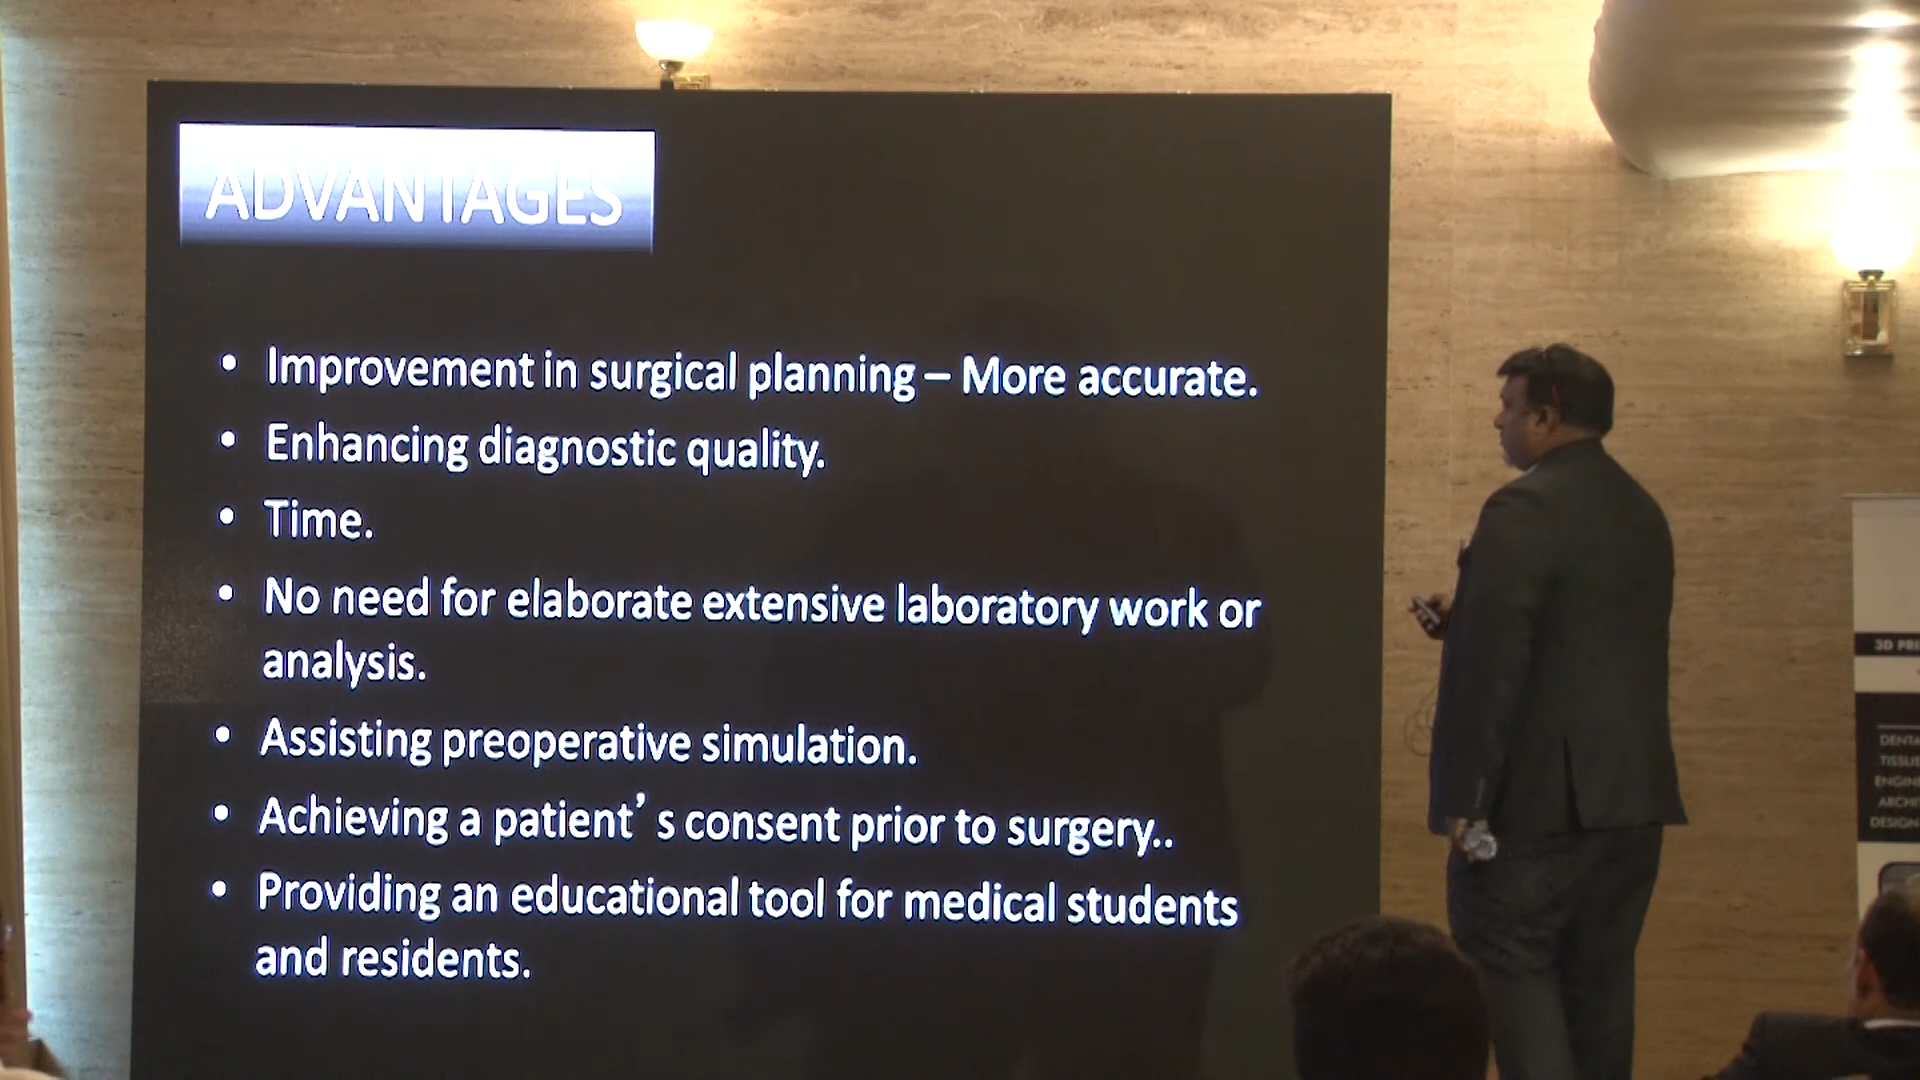 ADVANTAGES
• Improvement in surgical planning – More accurate.
• Enhancing diagnostic quality.
• Time.
• No need for elaborate extensive laboratory work or
analysis.
• Assisting preoperative simulation.
• Achieving a patient’ s consent prior to surgery..
• Providing an educational tool for medical students
and residents.
3D